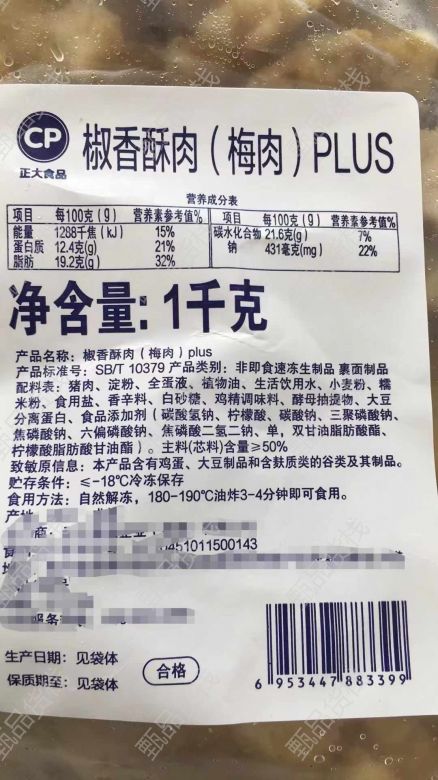 CP
正大食品
椒香酥肉（梅肉）PLUS
营养成分表
项目 每100克（g） 营养素参考值% 项目 每100克（g） 营养素参考值%
能量 1288千焦（kJ） 15% 碳水化合物 21.6克(g) 7%
蛋白质 12.4克(g) 21% 钠 431毫克(mg) 22%
脂肪 19.2克(g) 32%
净含量：1千克
产品名称：椒香酥肉（梅肉）plus
产品标准号：SB/T 10379 产品类别：非即食速冻生制品 裹面制品
配料表：猪肉、淀粉、全蛋液、植物油、生活饮用水、小麦粉、糯
米粉、食用盐、香辛料、白砂糖、鸡精调味料、酵母抽提物、大豆
分离蛋白、食品添加剂（碳酸氢钠、柠檬酸、碳酸钠、三聚磷酸钠、
焦磷酸钠、六偏磷酸钠、焦磷酸二氢二钠、单，双甘油脂肪酸酯、
柠檬酸脂肪酸甘油酯）。主料(芯料)含量≥50%
致敏原信息：本产品含有鸡蛋、大豆制品和含麸质类的谷类及其制品。
贮存条件：≤-18℃冷冻保存
食用方法：自然解冻，180-190℃油炸3-4分钟即可食用。
产地
商：
0451011500143
服务
生产日期：见袋体
保质期至：见袋体
合格
6 953447 883399
甄品货栈